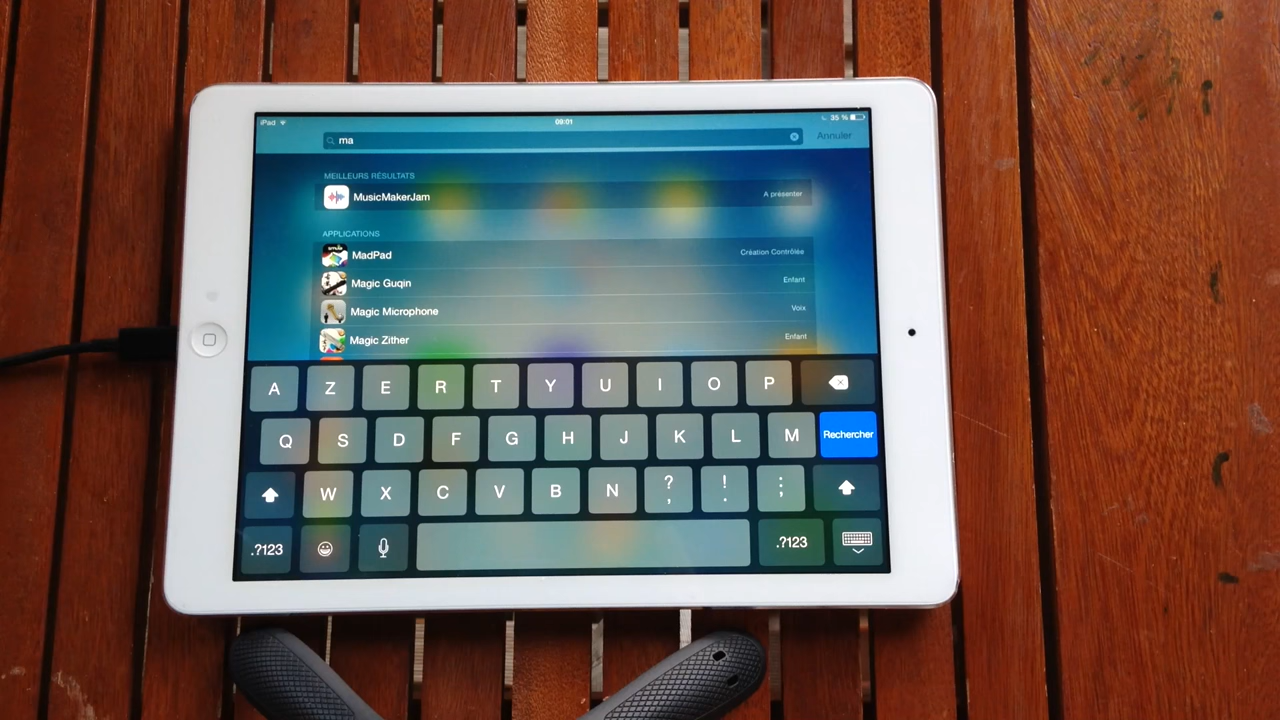 iPad 09:01 35 %
ma Annuler
MEILLEURS RÉSULTATS
MusicMakerJam A présenter
APPLICATIONS
MadPad Création Contrôlée
Magic Guqin Enfant
Magic Microphone Voix
Magic Zither Enfant
A Z E R T Y U I O P
Q S D F G H J K L M Rechercher
W X C V B N ? , ! . ; :
.?123 .?123